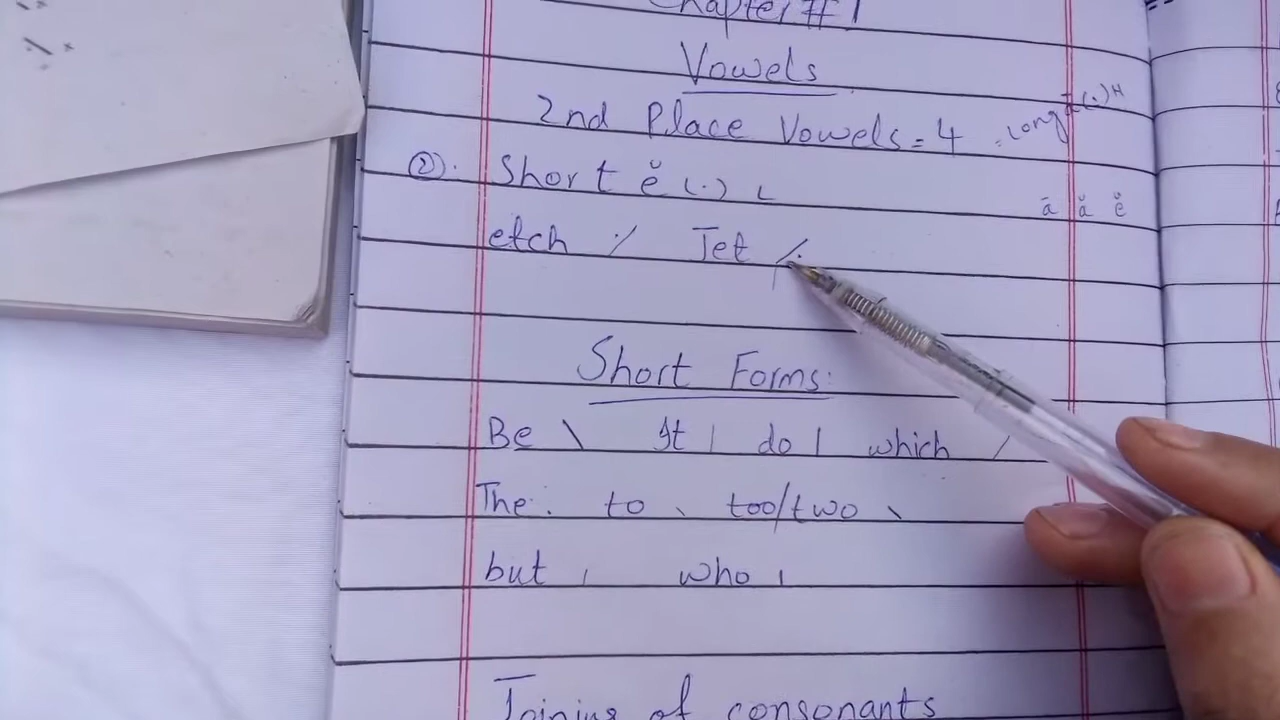 Chapter # 1
Vowels
2nd Place Vowels = 4 . long
②. Short ĕ (.)
ā ă ĕ
etch Jet
Short Forms:
Be \ It | do | which /
The . to 、 too/two 、
but , who ,
Joining of consonants